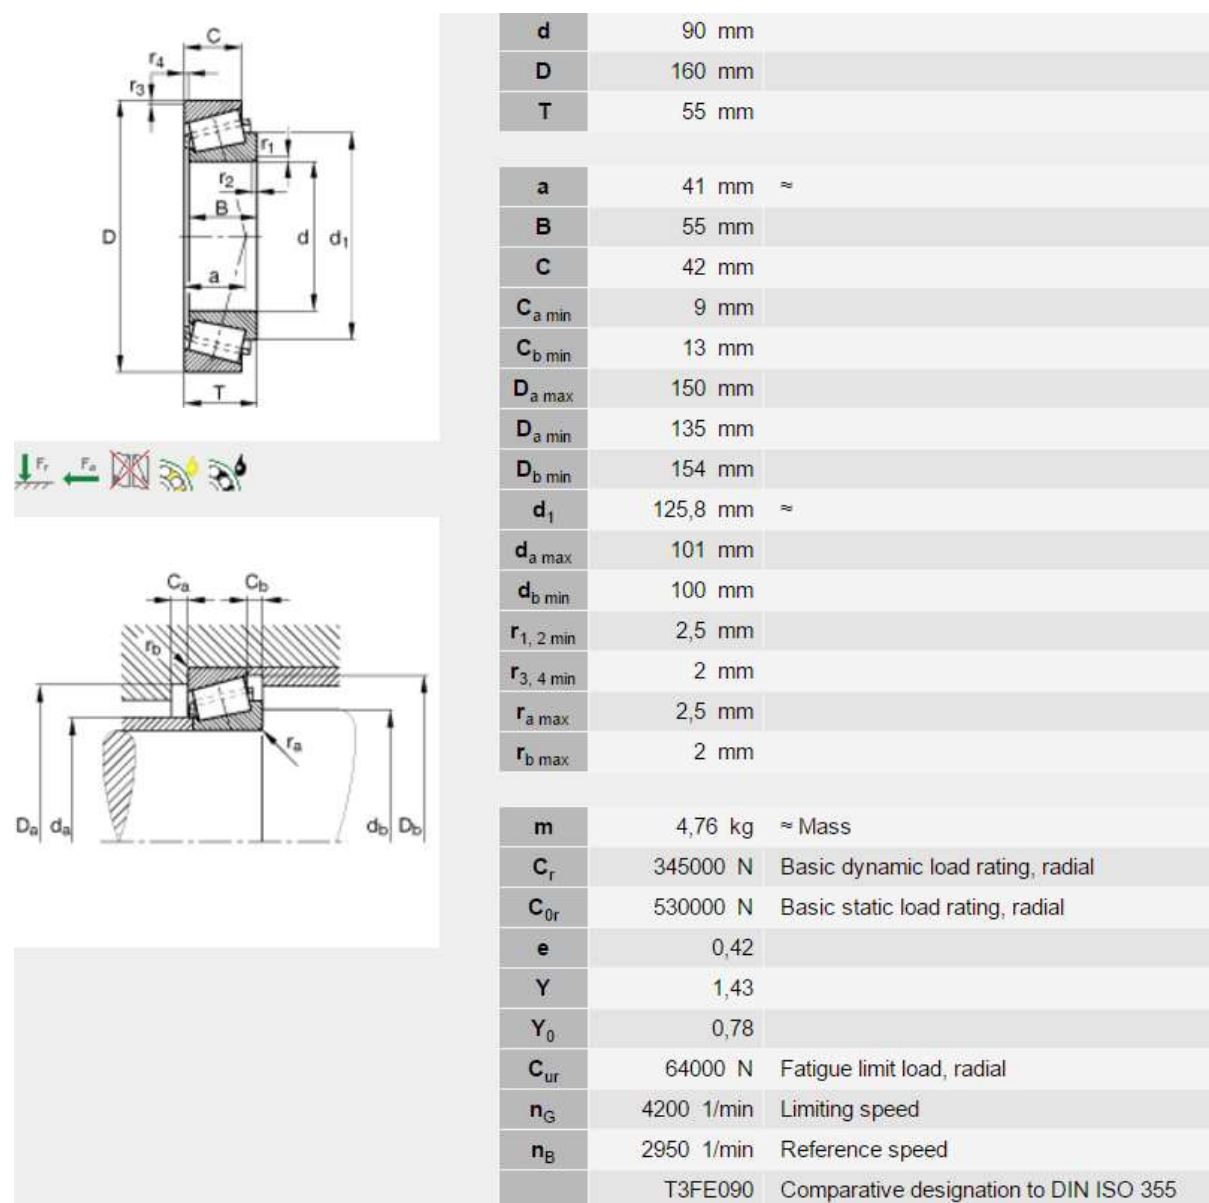 C
r4
r3
r1
r2
B
D
d
d1
a
T
Fr
Fa
Ca
Cb
rb
ra
Da
da
db
Db
d 90 mm
D 160 mm
T 55 mm
a 41 mm ≈
B 55 mm
C 42 mm
Ca min 9 mm
Cb min 13 mm
Da max 150 mm
Da min 135 mm
Db min 154 mm
d1 125,8 mm ≈
da max 101 mm
db min 100 mm
r1, 2 min 2,5 mm
r3, 4 min 2 mm
ra max 2,5 mm
rb max 2 mm
m 4,76 kg ≈ Mass
Cr 345000 N Basic dynamic load rating, radial
C0r 530000 N Basic static load rating, radial
e 0,42
Y 1,43
Y0 0,78
Cur 64000 N Fatigue limit load, radial
nG 4200 1/min Limiting speed
nB 2950 1/min Reference speed
T3FE090 Comparative designation to DIN ISO 355